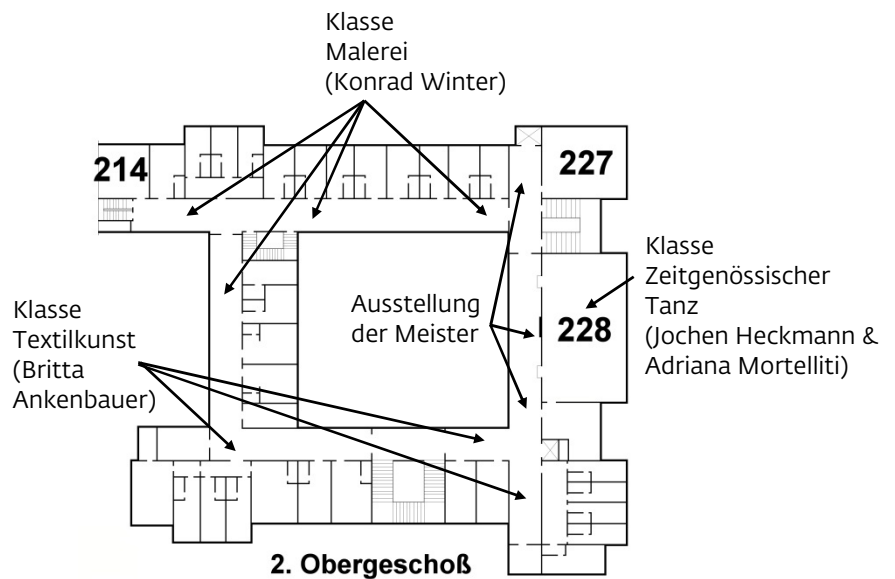 Klasse
Malerei
(Konrad Winter)
214
227
Klasse
Zeitgenössischer
Tanz
(Jochen Heckmann &
Adriana Mortelliti)
228
Ausstellung
der Meister
Klasse
Textilkunst
(Britta
Ankenbauer)
2. Obergeschoß